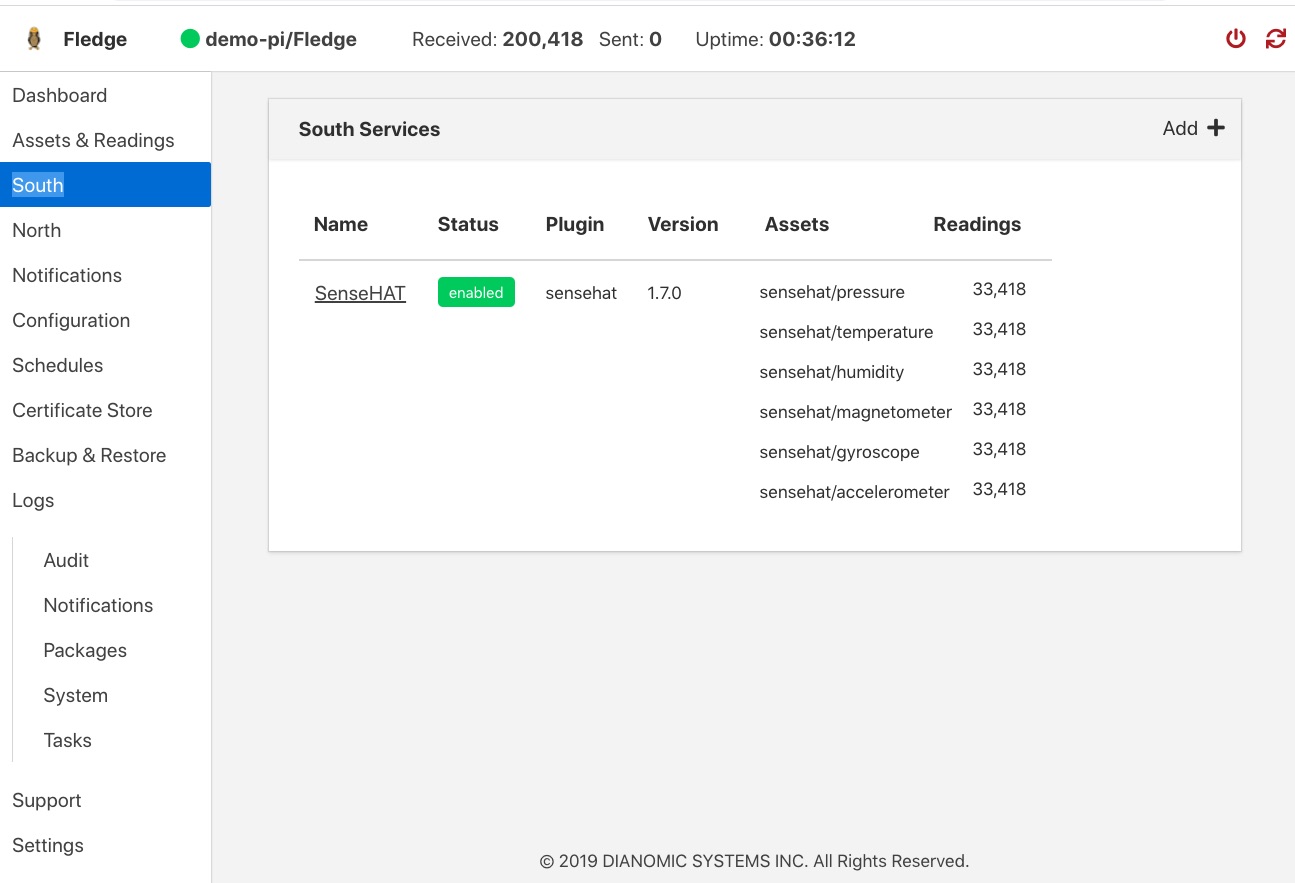 Fledge demo-pi/Fledge Received: 200,418 Sent: 0 Uptime: 00:36:12
Dashboard
Assets & Readings
South
North
Notifications
Configuration
Schedules
Certificate Store
Backup & Restore
Logs
Audit
Notifications
Packages
System
Tasks
Support
Settings
South Services Add
Name Status Plugin Version Assets Readings
SenseHAT enabled sensehat 1.7.0 sensehat/pressure 33,418
sensehat/temperature 33,418
sensehat/humidity 33,418
sensehat/magnetometer 33,418
sensehat/gyroscope 33,418
sensehat/accelerometer 33,418
© 2019 DIANOMIC SYSTEMS INC. All Rights Reserved.